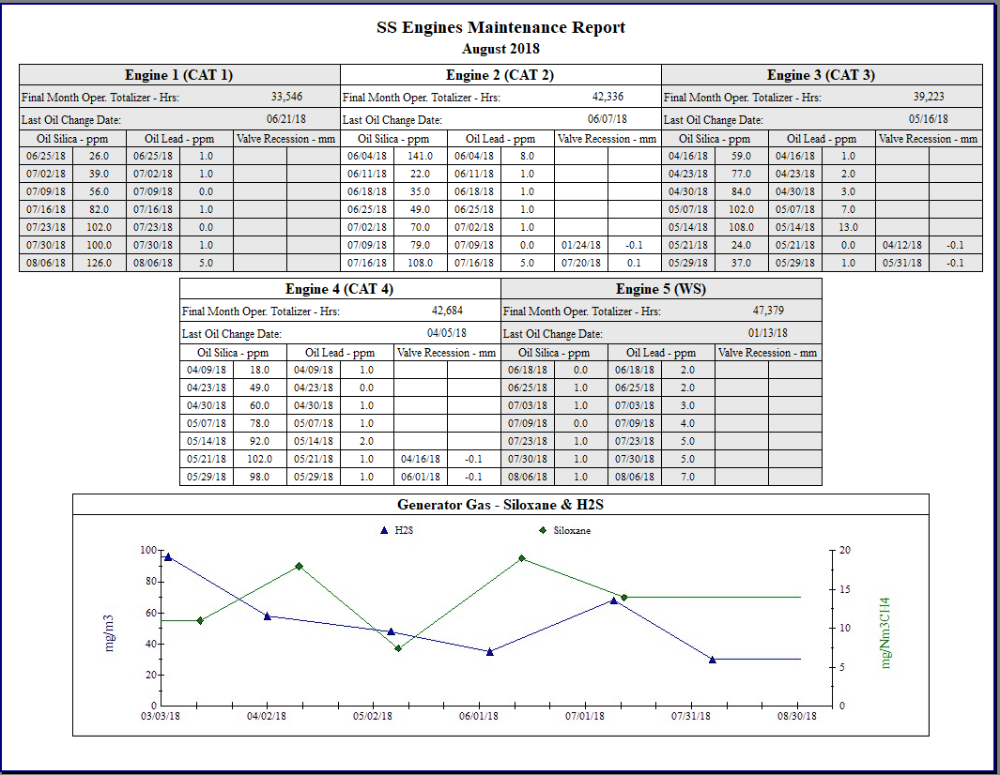 SS Engines Maintenance Report
August 2018
Engine 1 (CAT 1) Engine 2 (CAT 2) Engine 3 (CAT 3)
Final Month Oper. Totalizer - Hrs: 33,546 Final Month Oper. Totalizer - Hrs: 42,336 Final Month Oper. Totalizer - Hrs: 39,223
Last Oil Change Date: 06/21/18 Last Oil Change Date: 06/07/18 Last Oil Change Date: 05/16/18
Oil Silica - ppm Oil Lead - ppm Valve Recession - mm Oil Silica - ppm Oil Lead - ppm Valve Recession - mm Oil Silica - ppm Oil Lead - ppm Valve Recession - mm
06/25/18 26.0 06/25/18 1.0 06/04/18 141.0 06/04/18 8.0 04/16/18 59.0 04/16/18 1.0
07/02/18 39.0 07/02/18 1.0 06/11/18 22.0 06/11/18 1.0 04/23/18 77.0 04/23/18 2.0
07/09/18 56.0 07/09/18 0.0 06/18/18 35.0 06/18/18 1.0 04/30/18 84.0 04/30/18 3.0
07/16/18 82.0 07/16/18 1.0 06/25/18 49.0 06/25/18 1.0 05/07/18 102.0 05/07/18 7.0
07/23/18 102.0 07/23/18 0.0 07/02/18 70.0 07/02/18 1.0 05/14/18 108.0 05/14/18 13.0
07/30/18 100.0 07/30/18 1.0 07/09/18 79.0 07/09/18 0.0 01/24/18 -0.1 05/21/18 24.0 05/21/18 0.0 04/12/18 -0.1
08/06/18 126.0 08/06/18 5.0 07/16/18 108.0 07/16/18 5.0 07/20/18 0.1 05/29/18 37.0 05/29/18 1.0 05/31/18 -0.1
Engine 4 (CAT 4) Engine 5 (WS)
Final Month Oper. Totalizer - Hrs: 42,684 Final Month Oper. Totalizer - Hrs: 47,379
Last Oil Change Date: 04/05/18 Last Oil Change Date: 01/13/18
Oil Silica - ppm Oil Lead - ppm Valve Recession - mm Oil Silica - ppm Oil Lead - ppm Valve Recession - mm
04/09/18 18.0 04/09/18 1.0 06/18/18 0.0 06/18/18 2.0
04/23/18 49.0 04/23/18 0.0 06/25/18 1.0 06/25/18 2.0
04/30/18 60.0 04/30/18 1.0 07/03/18 1.0 07/03/18 3.0
05/07/18 78.0 05/07/18 1.0 07/09/18 0.0 07/09/18 4.0
05/14/18 92.0 05/14/18 2.0 07/23/18 1.0 07/23/18 5.0
05/21/18 102.0 05/21/18 1.0 04/16/18 -0.1 07/30/18 1.0 07/30/18 5.0
05/29/18 98.0 05/29/18 1.0 06/01/18 -0.1 08/06/18 1.0 08/06/18 7.0
Generator Gas - Siloxane & H2S
H2S Siloxane
100 20
80 15
60
10
40
5
20
0 0
mg/m3
mg/Nm3CH4
03/03/18 04/02/18 05/02/18 06/01/18 07/01/18 07/31/18 08/30/18